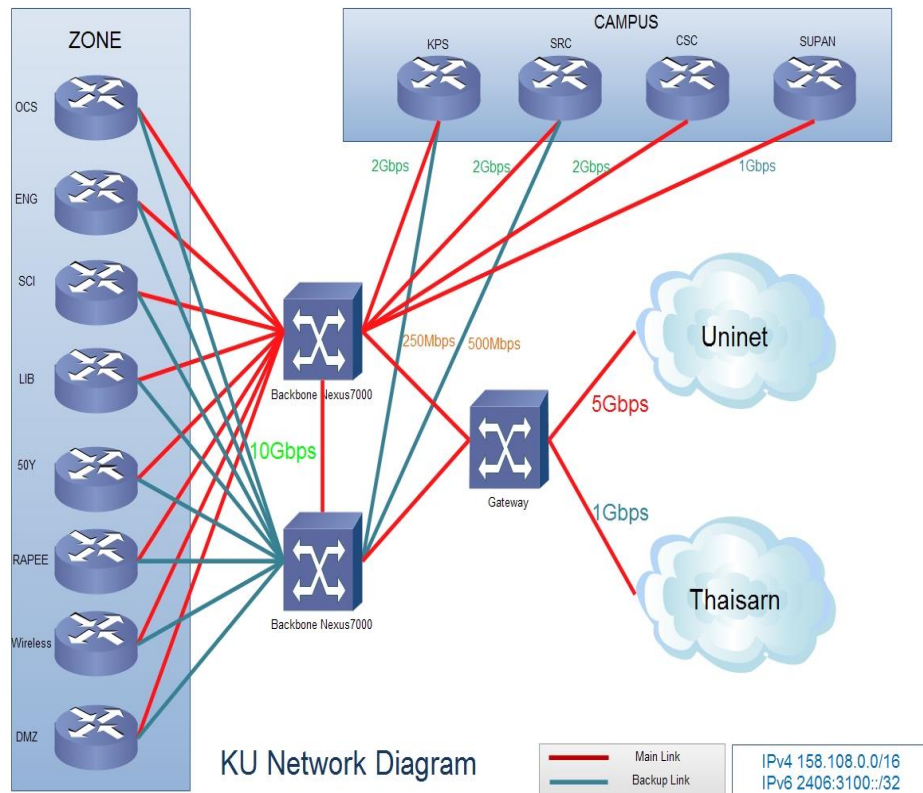 ZONE
OCS
ENG
SCI
LIB
50Y
RAPEE
Wireless
DMZ
CAMPUS
KPS
SRC
CSC
SUPAN
2Gbps
2Gbps
2Gbps
1Gbps
250Mbps
500Mbps
Backbone Nexus7000
10Gbps
Backbone Nexus7000
Gateway
5Gbps
1Gbps
Uninet
Thaisarn
KU Network Diagram
Main Link
Backup Link
IPv4 158.108.0.0/16
IPv6 2406:3100::/32